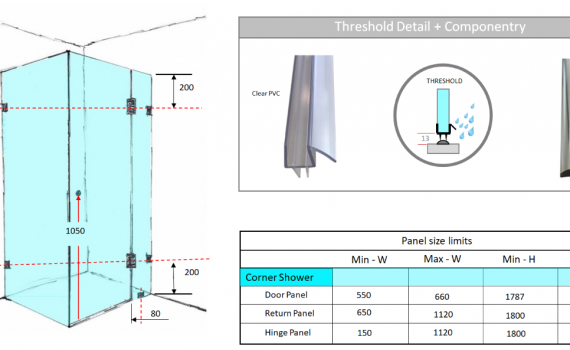 200
1050
200
80
Threshold Detail + Componentry
Clear PVC
THRESHOLD
13
Panel size limits
Min - W Max - W Min - H
Corner Shower
Door Panel 550 660 1787
Return Panel 650 1120 1800
Hinge Panel 150 1120 1800